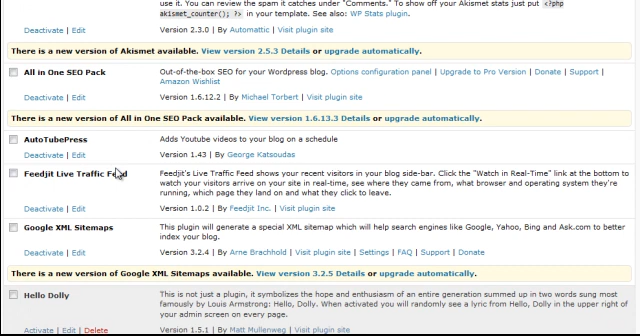 use it. You can review the spam it catches under "Comments." To show off your Akismet stats just put <?php
akismet_counter(); ?> in your template. See also: WP Stats plugin.
Deactivate | Edit
Version 2.3.0 | By Automattic | Visit plugin site
There is a new version of Akismet available. View version 2.5.3 Details or upgrade automatically.
All in One SEO Pack
Out-of-the-box SEO for your Wordpress blog. Options configuration panel | Upgrade to Pro Version | Donate | Support |
Amazon Wishlist
Deactivate | Edit
Version 1.6.12.2 | By Michael Torbert | Visit plugin site
There is a new version of All in One SEO Pack available. View version 1.6.13.3 Details or upgrade automatically.
AutoTubePress
Adds Youtube videos to your blog on a schedule
Deactivate | Edit
Version 1.43 | By George Katsoudas
Feedjit Live Traffic Feed
Feedjit's Live Traffic Feed shows your recent visitors in your blog side-bar. Click the "Watch in Real-Time" link at the bottom to
watch your visitors arrive on your site in real-time, see where they came from, what browser and operating system they're
running, which page they land on and what they click to leave.
Deactivate | Edit
Version 1.0.2 | By Feedjit Inc. | Visit plugin site
Google XML Sitemaps
This plugin will generate a special XML sitemap which will help search engines like Google, Yahoo, Bing and Ask.com to better
index your blog.
Deactivate | Edit
Version 3.2.4 | By Arne Brachhold | Visit plugin site | Settings | FAQ | Support | Donate
There is a new version of Google XML Sitemaps available. View version 3.2.5 Details or upgrade automatically.
Hello Dolly
This is not just a plugin, it symbolizes the hope and enthusiasm of an entire generation summed up in two words sung most
famously by Louis Armstrong: Hello, Dolly. When activated you will randomly see a lyric from Hello, Dolly in the upper right of
your admin screen on every page.
Activate | Edit | Delete
Version 1.5.1 | By Matt Mullenweg | Visit plugin site